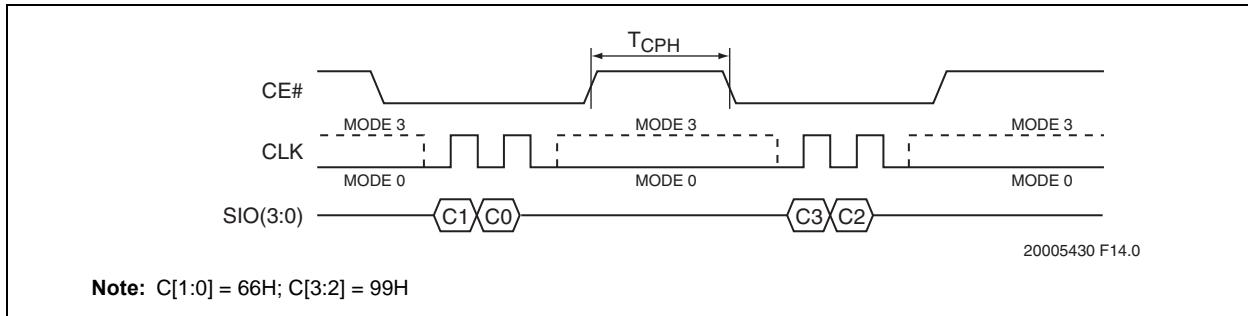 T_CPH
CE#
MODE 3 MODE 3 MODE 3
CLK
MODE 0 MODE 0 MODE 0
SIO(3:0) C1 C0 C3 C2
20005430 F14.0
Note: C[1:0] = 66H; C[3:2] = 99H